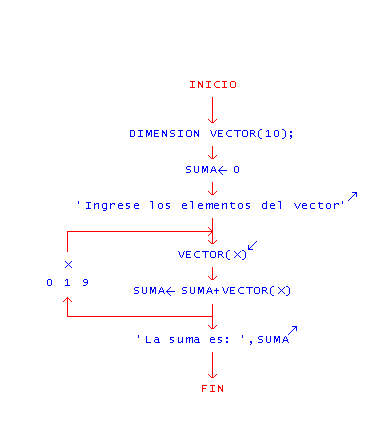 INICIO
DIMENSION VECTOR(10);
SUMA← 0
'Ingrese los elementos del vector'
VECTOR(X)
X
0 1 9
SUMA← SUMA+VECTOR(X)
'La suma es: ',SUMA
FIN